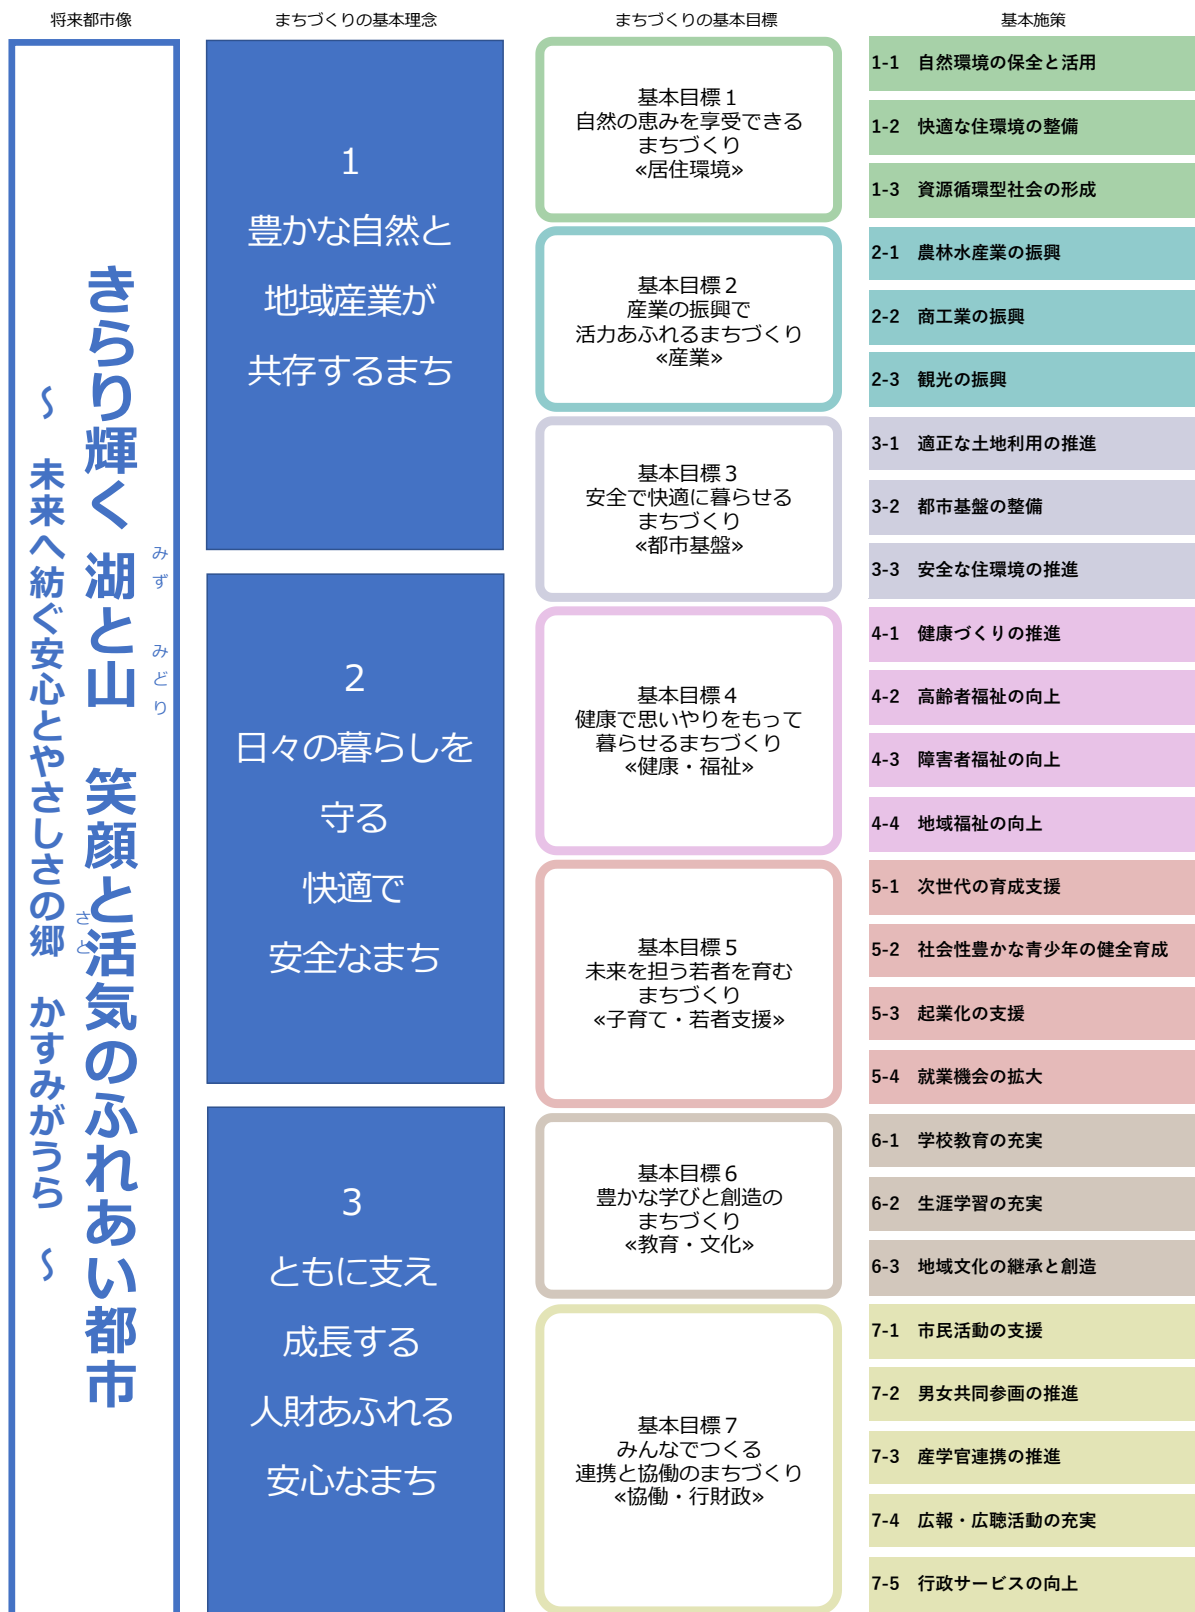 将来都市像
きらり輝く 湖と山 笑顔と活気のふれあい都市
みず
みどり
～ 未来へ紡ぐ安心とやさしさの郷 かすみがうら ～
さと
まちづくりの基本理念
1
豊かな自然と
地域産業が
共存するまち
2
日々の暮らしを
守る
快適で
安全なまち
3
ともに支え
成長する
人財あふれる
安心なまち
まちづくりの基本目標
基本目標１
自然の恵みを享受できる
まちづくり
«居住環境»
基本目標２
産業の振興で
活力あふれるまちづくり
«産業»
基本目標３
安全で快適に暮らせる
まちづくり
«都市基盤»
基本目標４
健康で思いやりをもって
暮らせるまちづくり
«健康・福祉»
基本目標５
未来を担う若者を育む
まちづくり
«子育て・若者支援»
基本目標６
豊かな学びと創造の
まちづくり
«教育・文化»
基本目標７
みんなでつくる
連携と協働のまちづくり
«協働・行財政»
基本施策
1-1 自然環境の保全と活用
1-2 快適な住環境の整備
1-3 資源循環型社会の形成
2-1 農林水産業の振興
2-2 商工業の振興
2-3 観光の振興
3-1 適正な土地利用の推進
3-2 都市基盤の整備
3-3 安全な住環境の推進
4-1 健康づくりの推進
4-2 高齢者福祉の向上
4-3 障害者福祉の向上
4-4 地域福祉の向上
5-1 次世代の育成支援
5-2 社会性豊かな青少年の健全育成
5-3 起業化の支援
5-4 就業機会の拡大
6-1 学校教育の充実
6-2 生涯学習の充実
6-3 地域文化の継承と創造
7-1 市民活動の支援
7-2 男女共同参画の推進
7-3 産学官連携の推進
7-4 広報・広聴活動の充実
7-5 行政サービスの向上